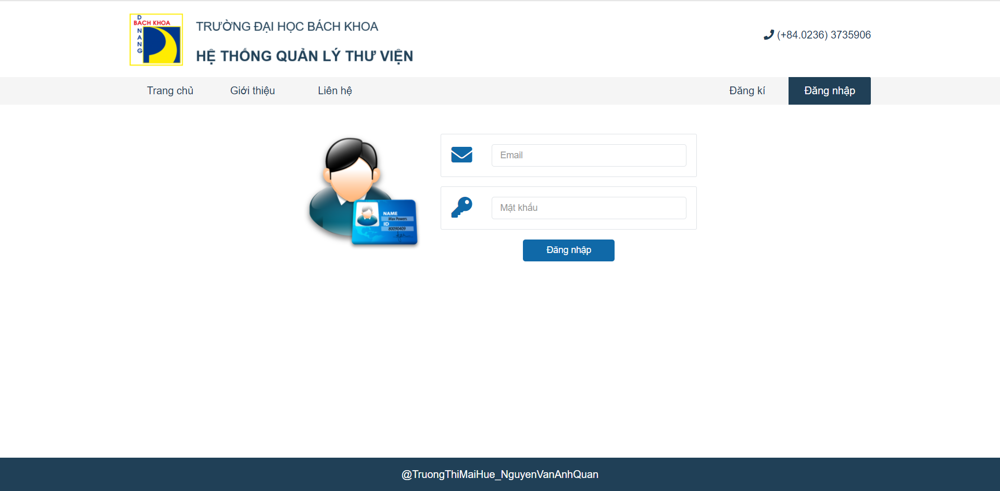 DANANG
BÁCH KHOA
TRƯỜNG ĐẠI HỌC BÁCH KHOA
HỆ THỐNG QUẢN LÝ THƯ VIỆN
(+84.0236) 3735906
Trang chủ
Giới thiệu
Liên hệ
Đăng kí
Đăng nhập
Email
NAME
Max Powers
ID
80090409
Mật khẩu
Đăng nhập
@TruongThiMaiHue_NguyenVanAnhQuan